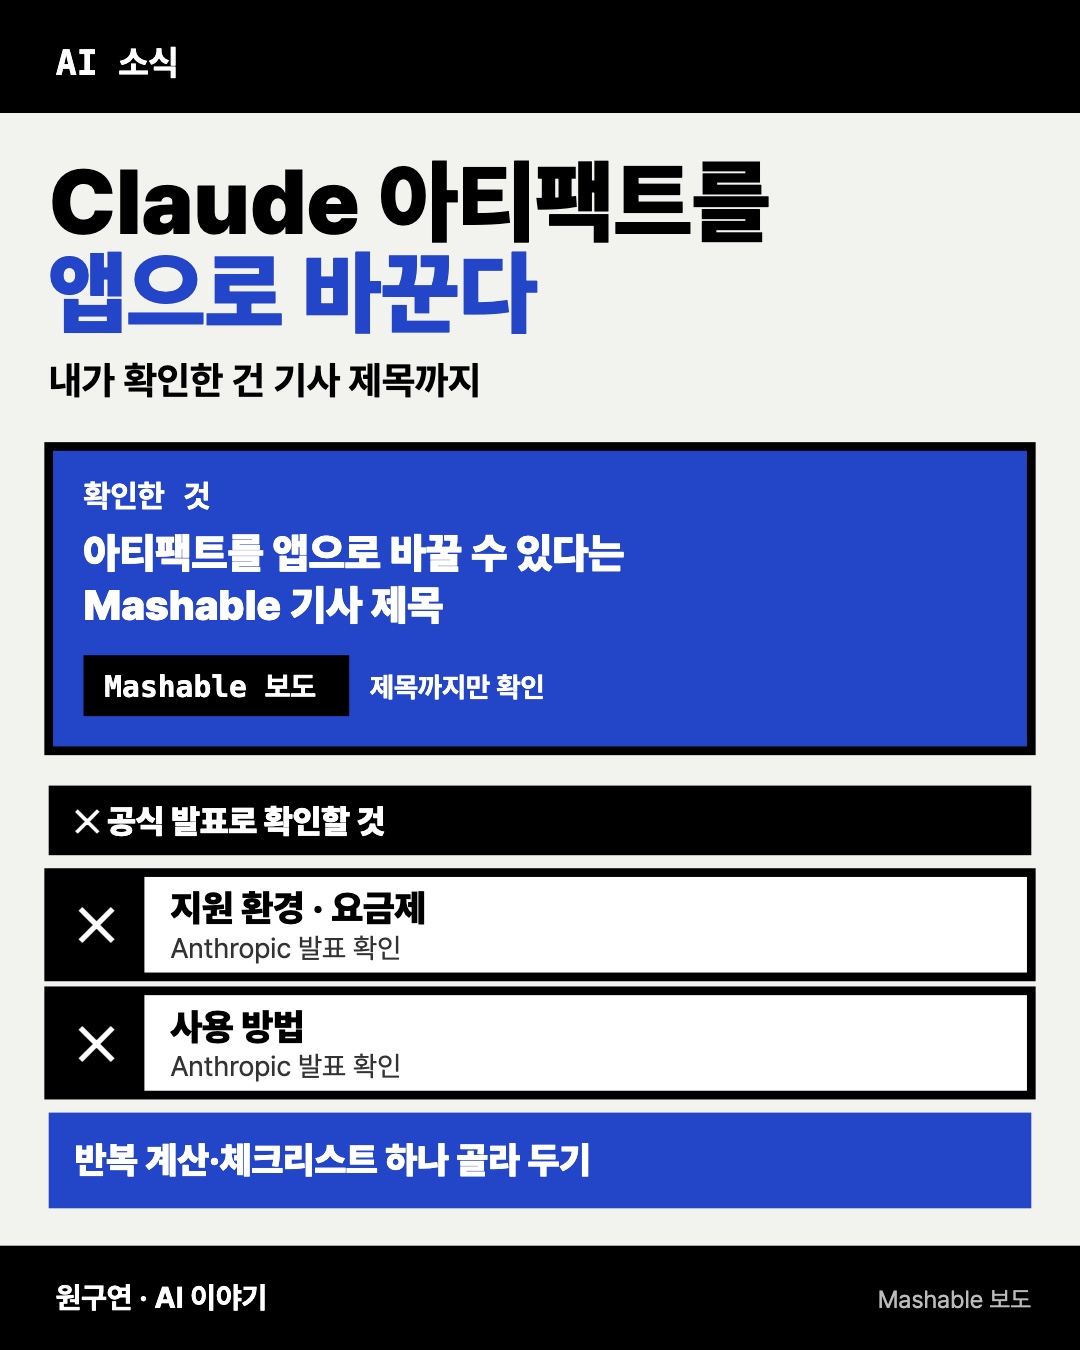 AI 소식
Claude 아티팩트를
앱으로 바꾼다
내가 확인한 건 기사 제목까지
확인한 것
아티팩트를 앱으로 바꿀 수 있다는
Mashable 기사 제목
Mashable 보도 제목까지만 확인
× 공식 발표로 확인할 것
× 지원 환경 · 요금제
Anthropic 발표 확인
× 사용 방법
Anthropic 발표 확인
반복 계산·체크리스트 하나 골라 두기
원구연 · AI 이야기
Mashable 보도